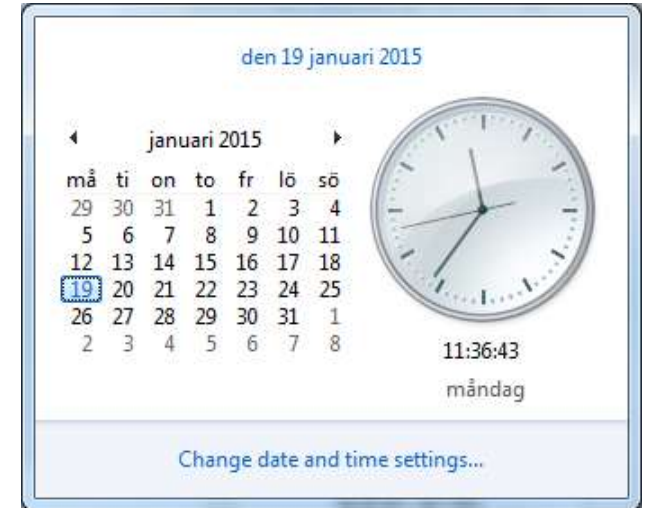 den 19 januari 2015
januari 2015
må ti on to fr lö sö
29 30 31 1 2 3 4
5 6 7 8 9 10 11
12 13 14 15 16 17 18
19 20 21 22 23 24 25
26 27 28 29 30 31 1
2 3 4 5 6 7 8
11:36:43
måndag
Change date and time settings...